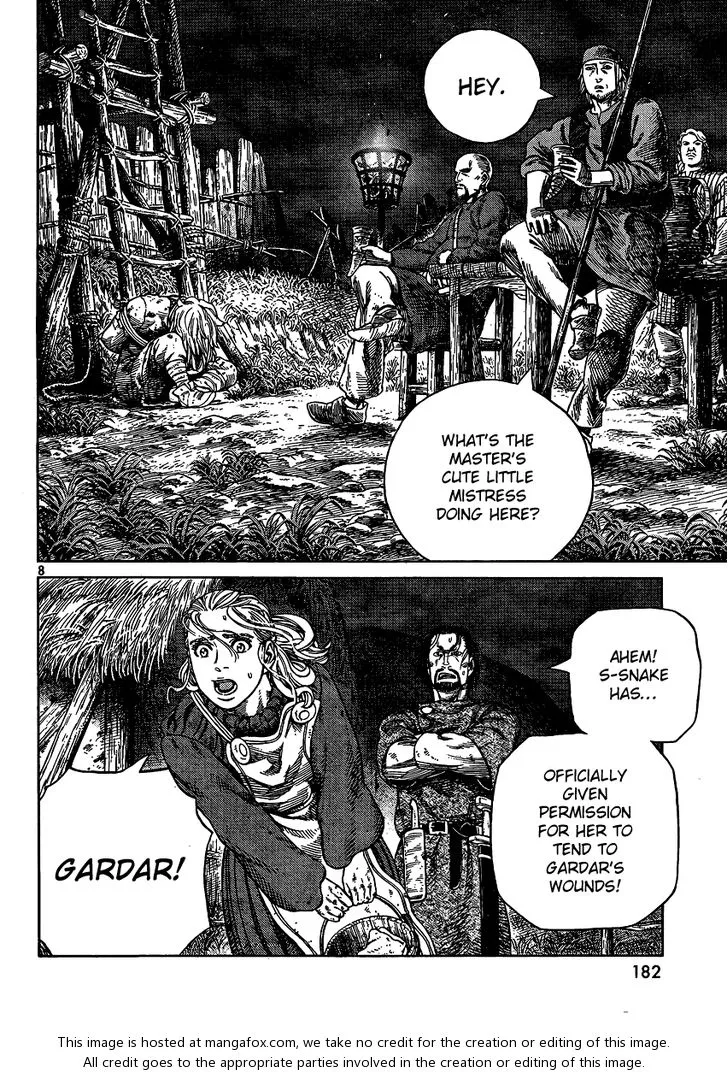 HEY.
WHAT'S THE
MASTER'S
CUTE LITTLE
MISTRESS
DOING HERE?
8
AHEM!
S-SNAKE
HAS...
OFFICIALLY
GIVEN
PERMISSION
FOR HER TO
TEND TO
GARDAR'S
WOUNDS!
GARDAR!
182
This image is hosted at mangafox.com, we take no credit for the creation or editing of this image.
All credit goes to the appropriate parties involved in the creation or editing of this image.